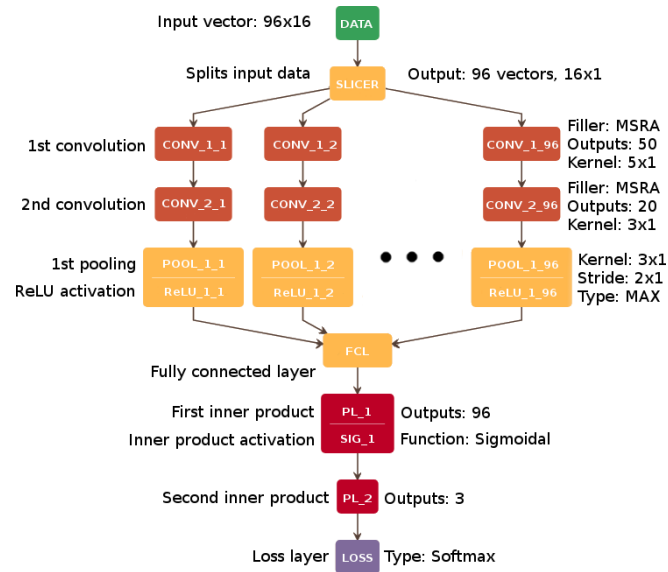 Input vector: 96x16
DATA
Splits input data
SLICER
Output: 96 vectors, 16x1
1st convolution
CONV_1_1
CONV_1_2
CONV_1_96
Filler: MSRA
Outputs: 50
Kernel: 5x1
2nd convolution
CONV_2_1
CONV_2_2
CONV_2_96
Filler: MSRA
Outputs: 20
Kernel: 3x1
1st pooling
POOL_1_1
POOL_1_2
POOL_1_96
Kernel: 3x1
Stride: 2x1
Type: MAX
ReLU activation
ReLU_1_1
ReLU_1_2
ReLU_1_96
FCL
Fully connected layer
First inner product
PL_1
Outputs: 96
Inner product activation
SIG_1
Function: Sigmoidal
Second inner product
PL_2
Outputs: 3
Loss layer
LOSS
Type: Softmax